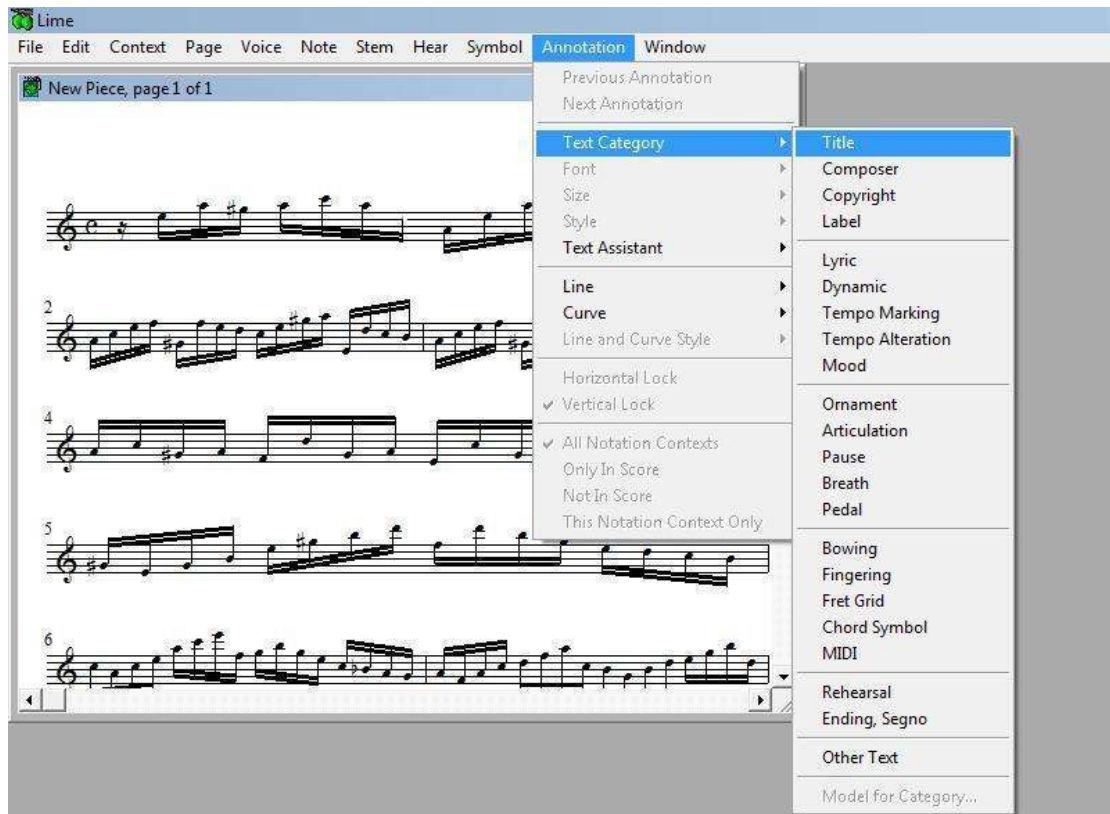 Lime
File Edit Context Page Voice Note Stem Hear Symbol Annotation Window
New Piece, page 1 of 1
Previous Annotation
Next Annotation
Text Category
Font
Size
Style
Text Assistant
Line
Curve
Line and Curve Style
Horizontal Lock
Vertical Lock
All Notation Contexts
Only In Score
Not In Score
This Notation Context Only
Title
Composer
Copyright
Label
Lyric
Dynamic
Tempo Marking
Tempo Alteration
Mood
Ornament
Articulation
Pause
Breath
Pedal
Bowing
Fingering
Fret Grid
Chord Symbol
MIDI
Rehearsal
Ending, Segno
Other Text
Model for Category...
2
4
5
6